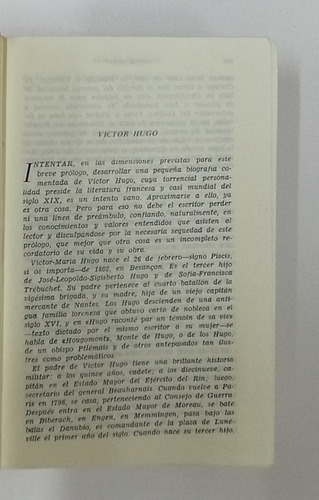 VICTOR HUGO
INTENTAR, en las dimensiones previstas para este
breve prólogo, desarrollar una pequeña biografía co-
mentada de Víctor Hugo, cuya torrencial persona-
lidad preside la literatura francesa y casi mundial del
siglo XIX, es un intento vano. Aproximarse a ello, ya
es otra cosa. Pero para eso no debe el escritor perder
ni una línea de preámbulo, confiando, naturalmente, en
los conocimientos y valores entendidos que asisten al
lector y disculpándose por la necesaria sequedad de este
prólogo, que mejor que otra cosa es un incompleto re-
cordatorio de su vida y su obra.
Víctor-María Hugo nace el 26 de febrero—signo Piscis,
si os importa—de 1802, en Besançon. Es el tercer hijo
de José-Leopoldo-Sigisberto Hugo y de Sofía-Francisca
Trébuchet. Su padre pertenece al cuarto batallón de la
vigésima brigada, y su madre, hija de un viejo capitán
mercante de Nantes. Los Hugo descienden de una anti-
gua familia lorenesa que obtuvo carta de nobleza en el
siglo XVI, y en «Hugo raconté par un témoin de sa vie»
—texto dictado por el mismo escritor a su mujer—se
habla de «Hougomont», Monte de Hugo, o de los Hugo,
de un obispo Ptlémais y de otros antepasados tan ilus-
tres como problemáticos.
El padre de Víctor Hugo tiene una brillante historia
militar: a los quince años, cadete; a los diecinueve, ca-
pitán en el Estado Mayor del Ejército del Rin; luego,
secretario del general Beauharnais. Cuando vuelve a Pa-
rís en 1796, se casa, perteneciendo al Consejo de Guerra.
Después entra en el Estado Mayor de Moreau, se bate
en Biberach, en Engen, en Memmingen, pasa bajo las
balas el Danubio, es comandante de la plaza de Luné-
ville el primer año del siglo. Cuando nace su tercer hijo,